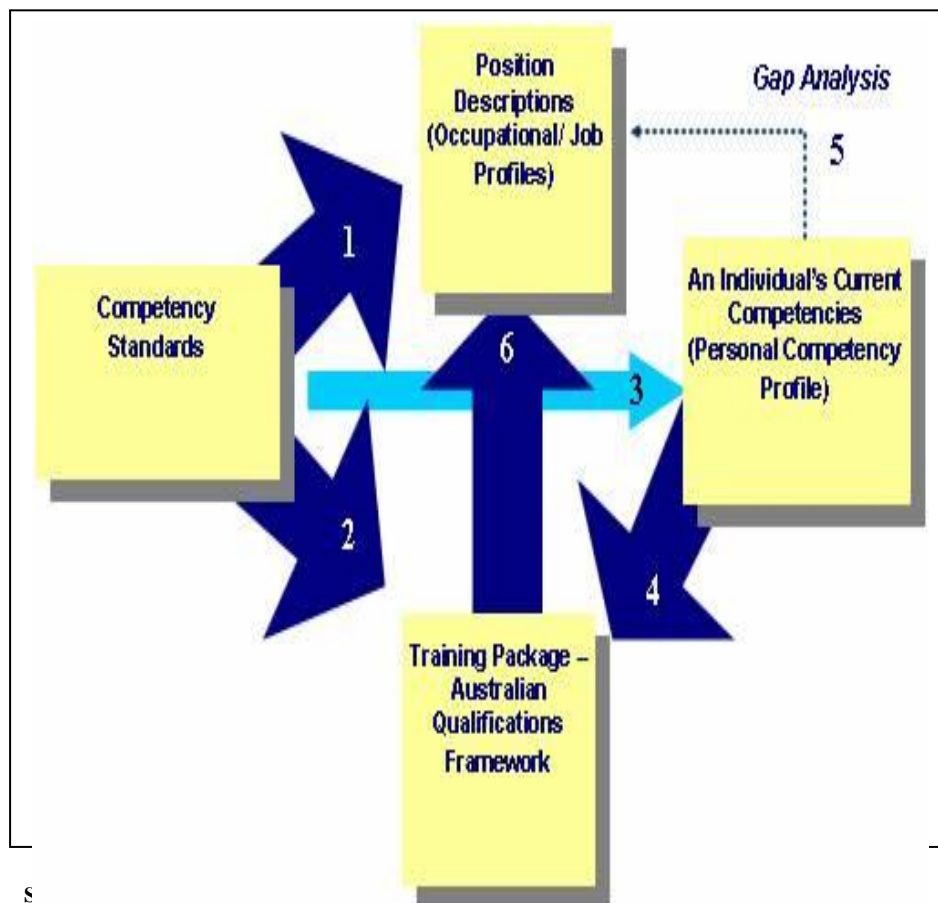 Position
Descriptions
(Occupational/ Job
Profiles)
Gap Analysis
5
1
An Individual's Current
Competencies
(Personal Competency
Profile)
Competency
Standards
6
3
2
4
Training Package –
Australian
Qualifications
Framework
s